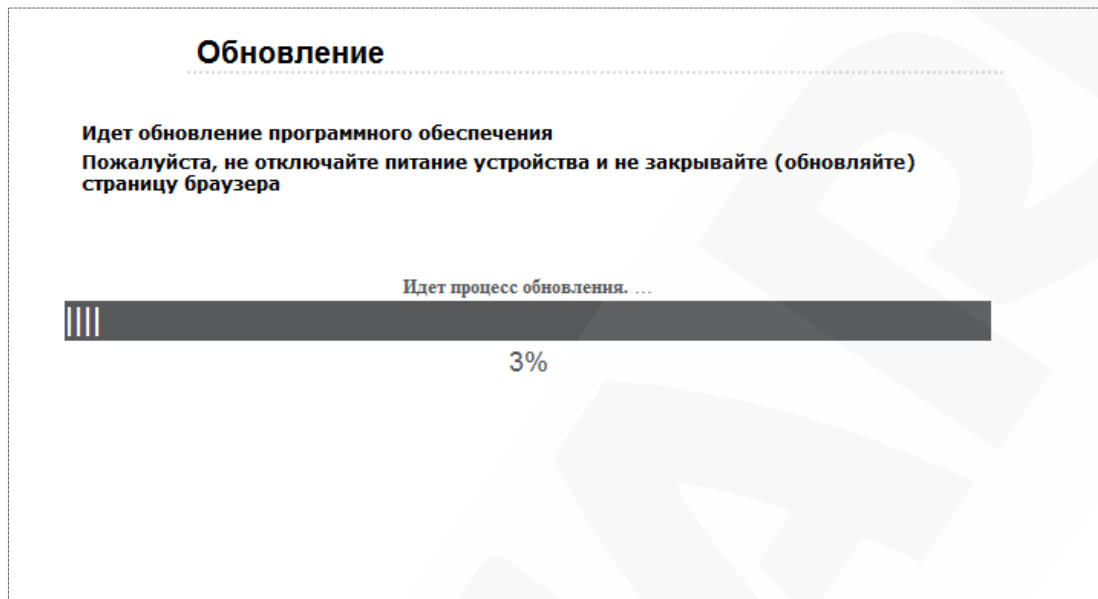 Обновление
Идет обновление программного обеспечения
Пожалуйста, не отключайте питание устройства и не закрывайте (обновляйте)
страницу браузера
Идет процесс обновления. ...
3%